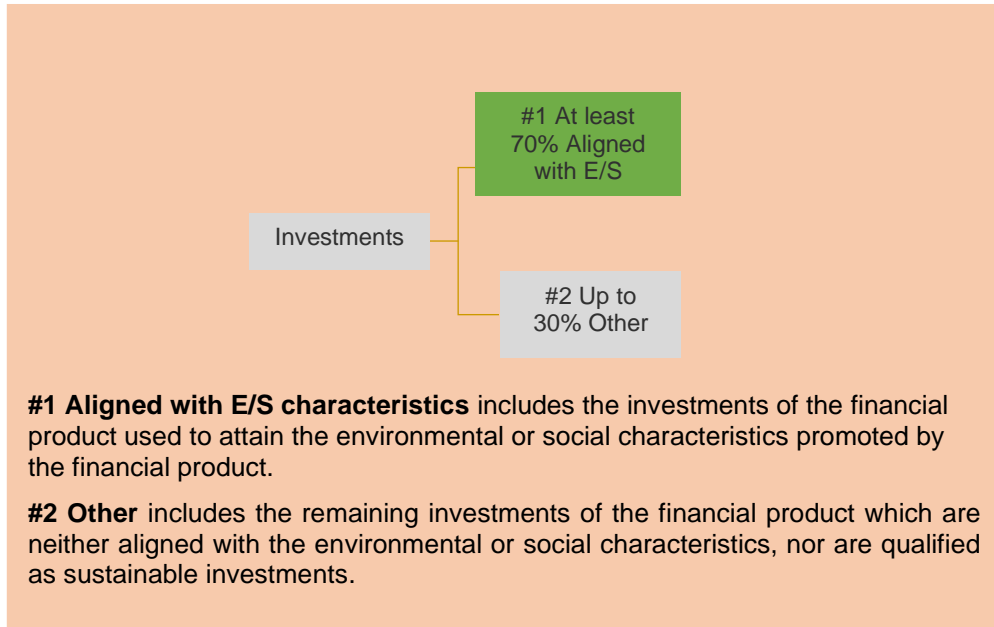 #1 At least
70% Aligned
with E/S
Investments
#2 Up to
30% Other
#1 Aligned with E/S characteristics includes the investments of the financial
product used to attain the environmental or social characteristics promoted by
the financial product.
#2 Other includes the remaining investments of the financial product which are
neither aligned with the environmental or social characteristics, nor are qualified
as sustainable investments.